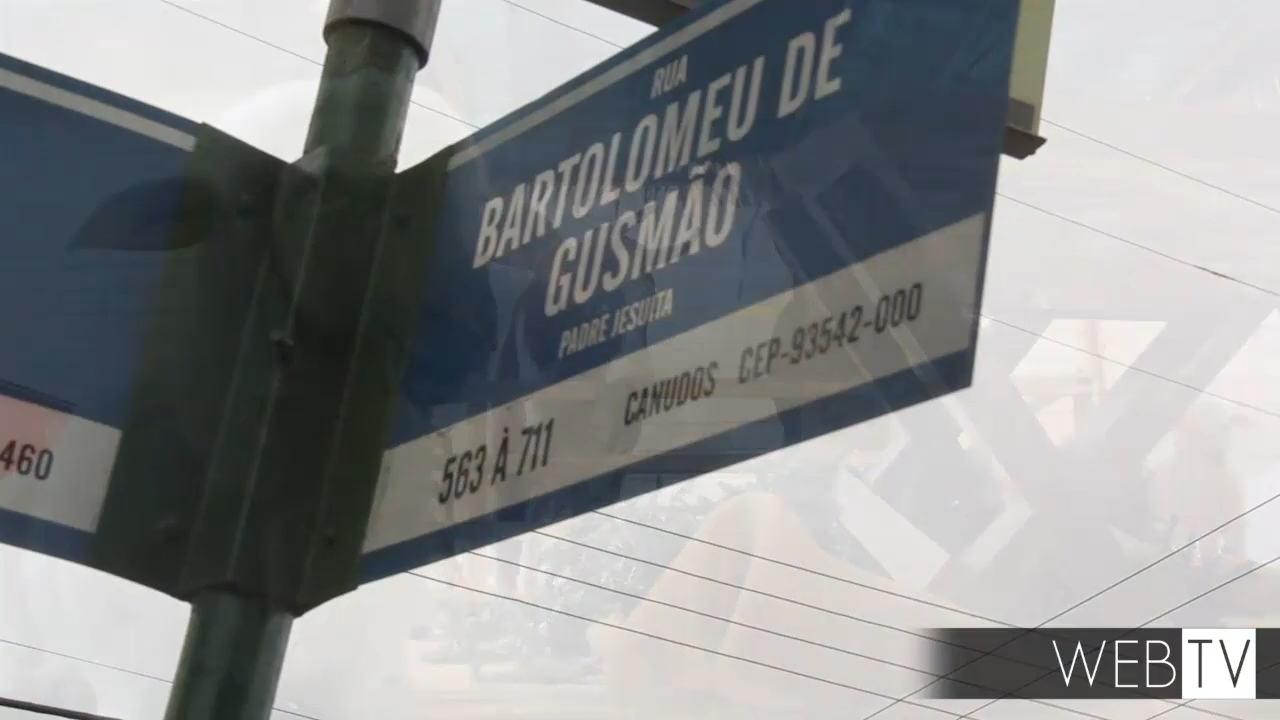 RUA
BARTOLOMEU DE
GUSMÃO
PADRE JESUITA
563 À 711 CANUDOS CEP-93542-000
460
WEBTV